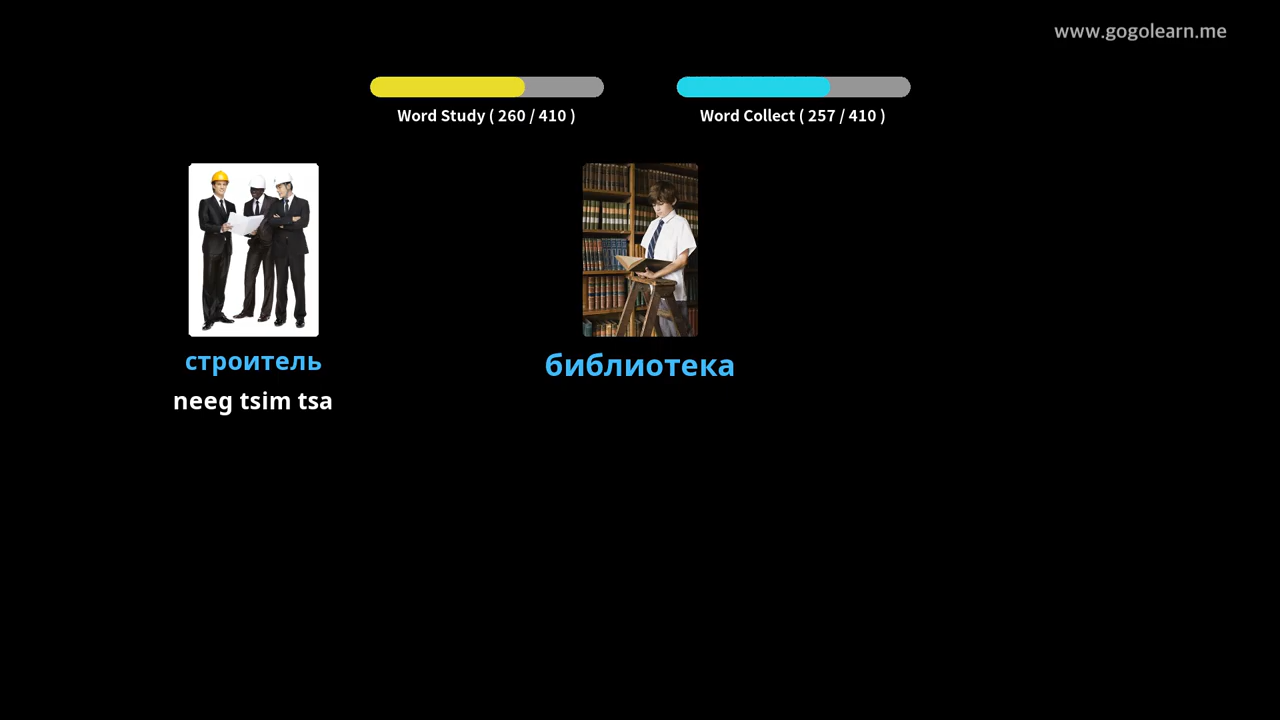 www.gogolearn.me
Word Study ( 260 / 410 )
Word Collect ( 257 / 410 )
строитель
neeg tsim tsa
библиотека